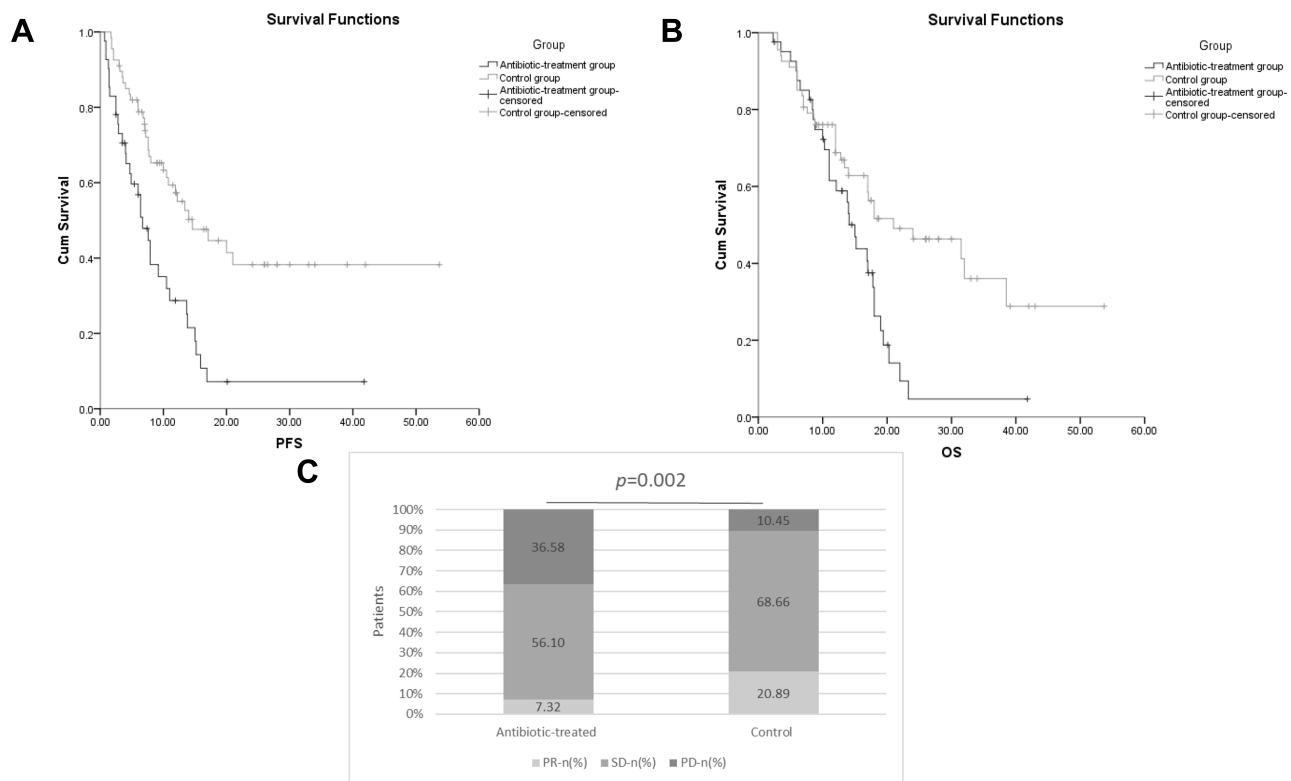 A
Survival Functions
Group
Antibiotic-treatment group
Control group
Antibiotic-treatment group-
censored
Control group-censored
1.0
0.8
0.6
0.4
0.2
0.0
Cum Survival
0.00 10.00 20.00 30.00 40.00 50.00 60.00
PFS
B
Survival Functions
Group
Antibiotic-treatment group
Control group
Antibiotic-treatment group-
censored
Control group-censored
1.0
0.8
0.6
0.4
0.2
0.0
Cum Survival
0.00 10.00 20.00 30.00 40.00 50.00 60.00
OS
C
p=0.002
100%
90%
80%
70%
60%
50%
40%
30%
20%
10%
0%
Patients
36.58
56.10
7.32
10.45
68.66
20.89
Antibiotic-treated Control
PR-n(%) SD-n(%) PD-n(%)